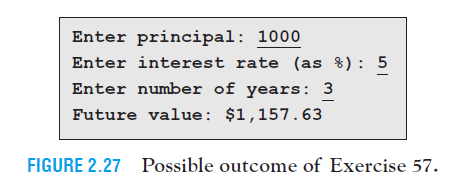 Enter principal: 1000
Enter interest rate (as %): 5
Enter number of years: 3
Future value: $1,157.63
FIGURE 2.27 Possible outcome of Exercise 57.